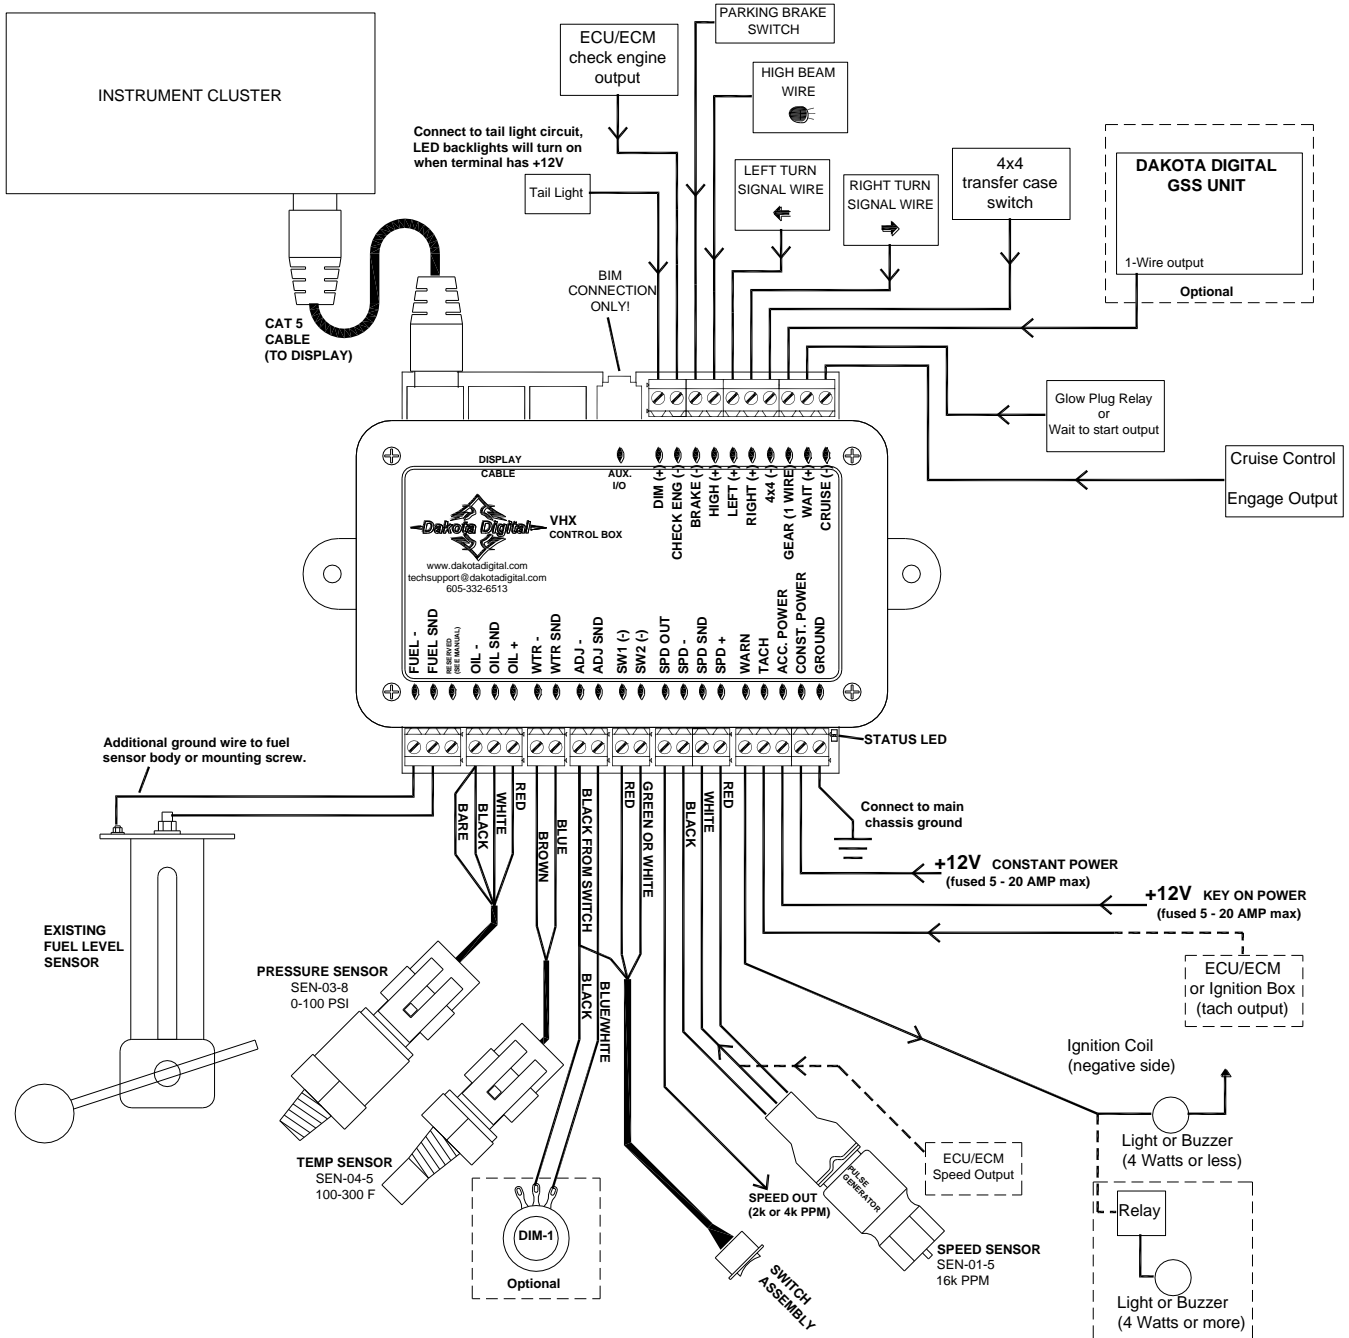 INSTRUMENT CLUSTER
ECU/ECM
check engine
output
PARKING BRAKE
SWITCH
HIGH BEAM
WIRE
Connect to tail light circuit,
LED backlights will turn on
when terminal has +12V
Tail Light
LEFT TURN
SIGNAL WIRE
RIGHT TURN
SIGNAL WIRE
4x4
transfer case
switch
DAKOTA DIGITAL
GSS UNIT
1-Wire output
Optional
BIM
CONNECTION
ONLY!
CAT 5
CABLE
(TO DISPLAY)
Glow Plug Relay
or
Wait to start output
Cruise Control
Engage Output
DISPLAY
CABLE
AUX.
I/O
DIM (+)
CHECK ENG (-)
BRAKE (-)
HIGH (+)
LEFT (+)
RIGHT (+)
4x4 (-)
GEAR (1 WIRE)
WAIT (+)
CRUISE (-)
Dakota Digital
VHX
CONTROL BOX
www.dakotadigital.com
techsupport@dakotadigital.com
605-332-6513
FUEL -
FUEL SND
RESERVED
(SEE MANUAL)
OIL -
OIL SND
OIL +
WTR -
WTR SND
ADJ -
ADJ SND
SW1 (-)
SW2 (-)
SPD OUT
SPD -
SPD SND
SPD +
WARN
TACH
ACC. POWER
CONST. POWER
GROUND
STATUS LED
Additional ground wire to fuel
sensor body or mounting screw.
BARE
BLACK
WHITE
RED
BROWN
BLUE
BLACK FROM SWITCH
BLACK
BLUE/WHITE
RED
GREEN OR WHITE
BLACK
WHITE
RED
Connect to main
chassis ground
+12V CONSTANT POWER
(fused 5 - 20 AMP max)
+12V KEY ON POWER
(fused 5 - 20 AMP max)
EXISTING
FUEL LEVEL
SENSOR
PRESSURE SENSOR
SEN-03-8
0-100 PSI
TEMP SENSOR
SEN-04-5
100-300 F
DIM-1
Optional
SWITCH
ASSEMBLY
SPEED OUT
(2k or 4k PPM)
PULSE
GENERATOR
SPEED SENSOR
SEN-01-5
16k PPM
ECU/ECM
Speed Output
ECU/ECM
or Ignition Box
(tach output)
Ignition Coil
(negative side)
Light or Buzzer
(4 Watts or less)
Relay
Light or Buzzer
(4 Watts or more)